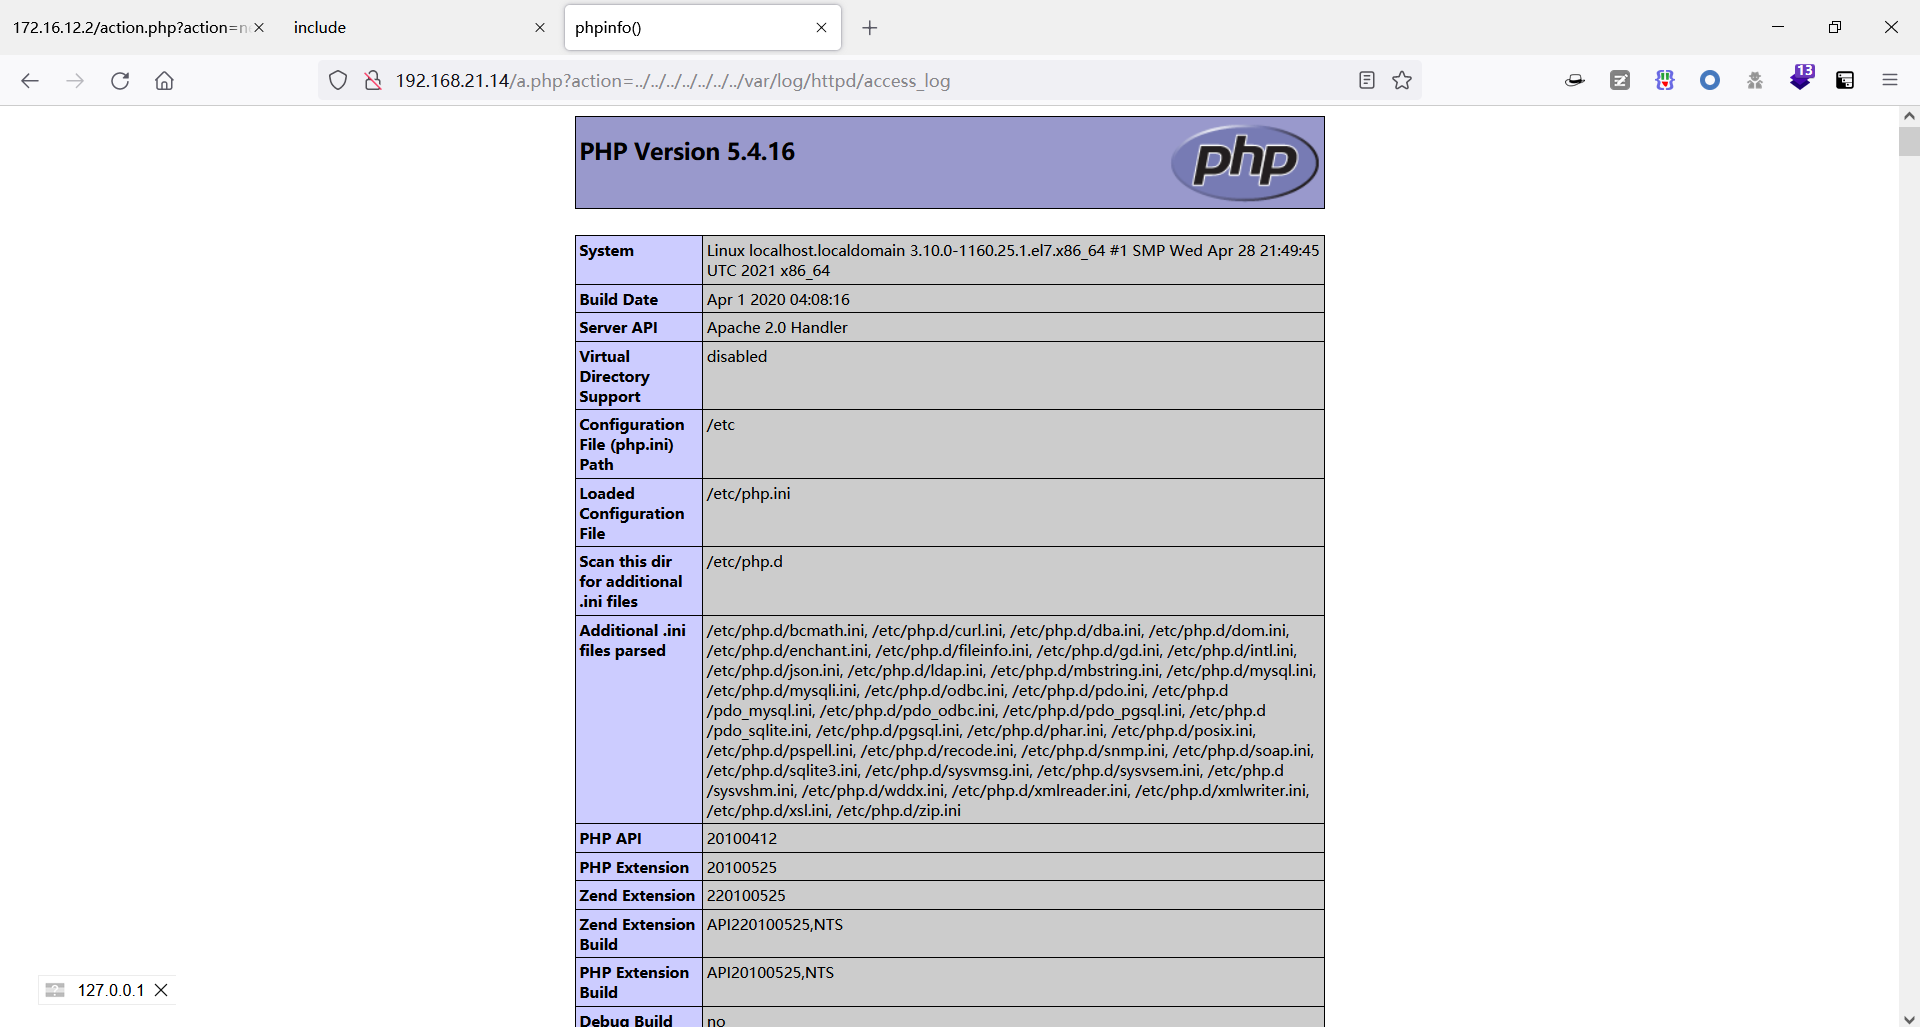 172.16.12.2/action.php?action=n
include
phpinfo()
192.168.21.14/a.php?action=../../../../../../../var/log/httpd/access_log
13
PHP Version 5.4.16
php
System
Linux localhost.localdomain 3.10.0-1160.25.1.el7.x86_64 #1 SMP Wed Apr 28 21:49:45
UTC 2021 x86_64
Build Date
Apr 1 2020 04:08:16
Server API
Apache 2.0 Handler
Virtual
Directory
Support
disabled
Configuration
File (php.ini)
Path
/etc
Loaded
Configuration
File
/etc/php.ini
Scan this dir
for additional
.ini files
/etc/php.d
Additional .ini
files parsed
/etc/php.d/bcmath.ini, /etc/php.d/curl.ini, /etc/php.d/dba.ini, /etc/php.d/dom.ini,
/etc/php.d/enchant.ini, /etc/php.d/fileinfo.ini, /etc/php.d/gd.ini, /etc/php.d/intl.ini,
/etc/php.d/json.ini, /etc/php.d/ldap.ini, /etc/php.d/mbstring.ini, /etc/php.d/mysql.ini,
/etc/php.d/mysqli.ini, /etc/php.d/odbc.ini, /etc/php.d/pdo.ini, /etc/php.d
/pdo_mysql.ini, /etc/php.d/pdo_odbc.ini, /etc/php.d/pdo_pgsql.ini, /etc/php.d
/pdo_sqlite.ini, /etc/php.d/pgsql.ini, /etc/php.d/phar.ini, /etc/php.d/posix.ini,
/etc/php.d/pspell.ini, /etc/php.d/recode.ini, /etc/php.d/snmp.ini, /etc/php.d/soap.ini,
/etc/php.d/sqlite3.ini, /etc/php.d/sysvmsg.ini, /etc/php.d/sysvsem.ini, /etc/php.d
/sysvshm.ini, /etc/php.d/wddx.ini, /etc/php.d/xmlreader.ini, /etc/php.d/xmlwriter.ini,
/etc/php.d/xsl.ini, /etc/php.d/zip.ini
PHP API
20100412
PHP Extension
20100525
Zend Extension
220100525
Zend Extension
Build
API220100525,NTS
PHP Extension
Build
API20100525,NTS
Debug Build
no
127.0.0.1